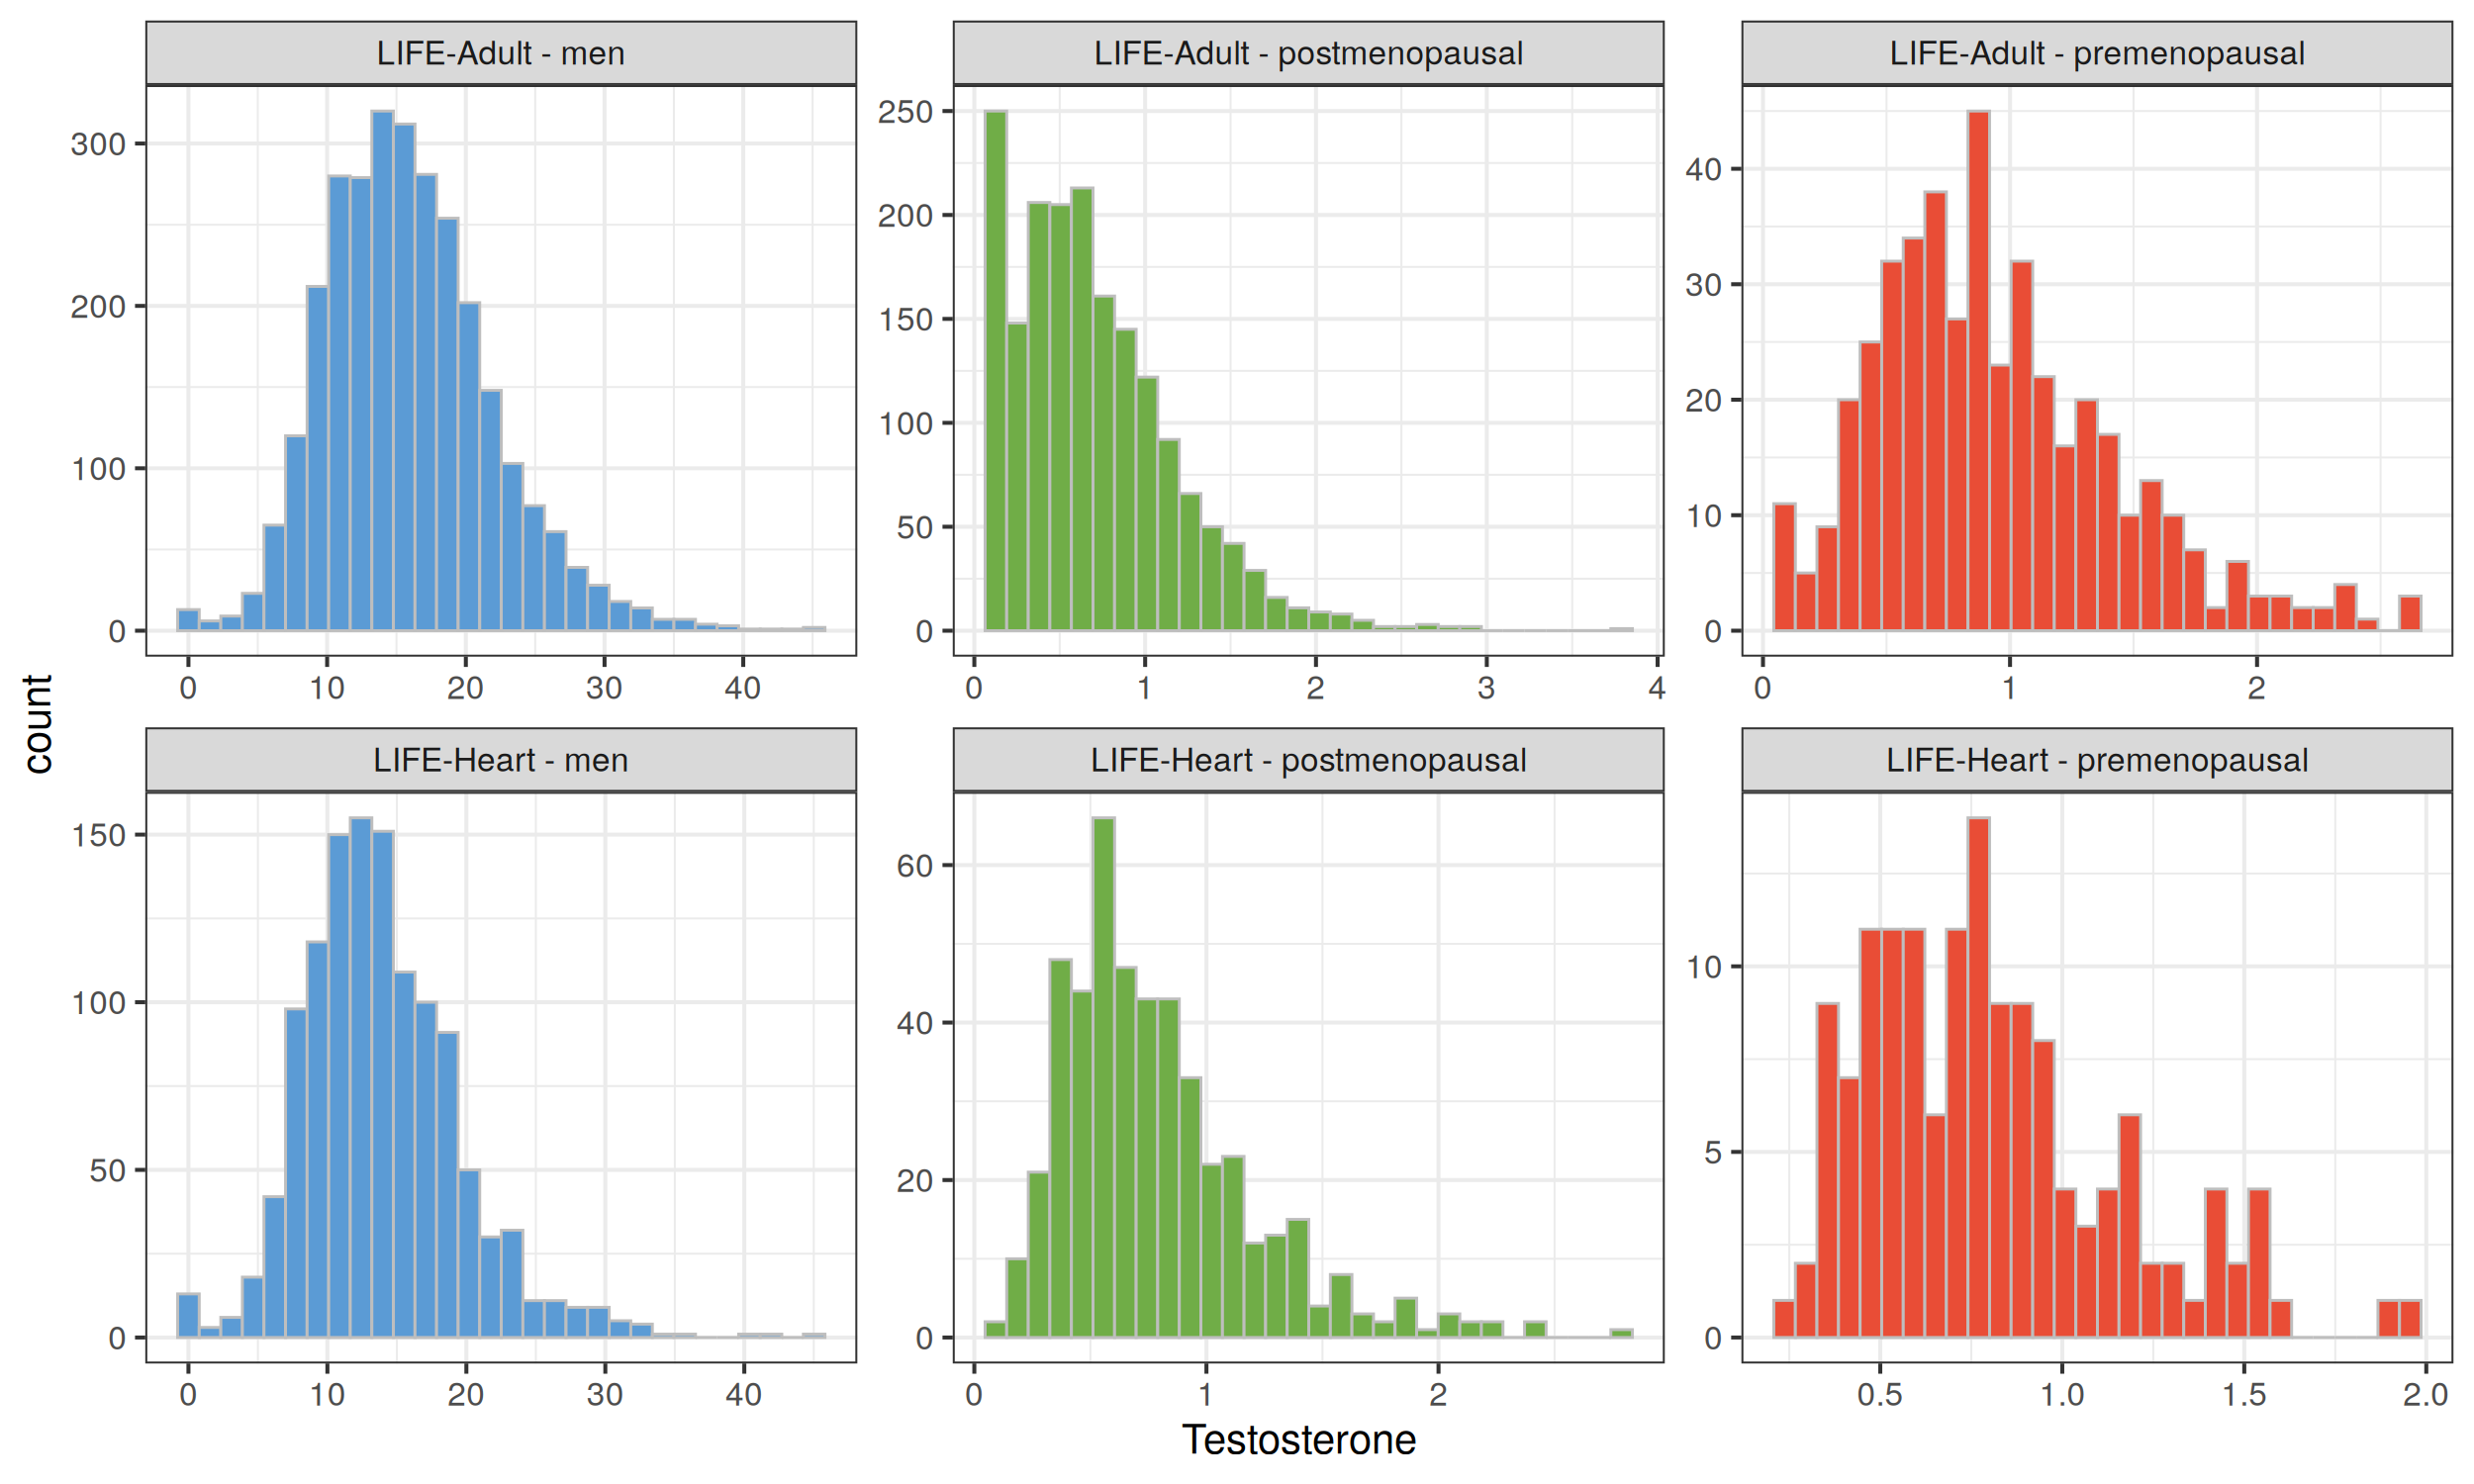 LIFE-Adult - men
LIFE-Adult - postmenopausal
LIFE-Adult - premenopausal
300
200
100
0
0 10 20 30 40
250
200
150
100
50
0
0 1 2 3 4
40
30
20
10
0
0 1 2
count
LIFE-Heart - men
LIFE-Heart - postmenopausal
LIFE-Heart - premenopausal
150
100
50
0
0 10 20 30 40
60
40
20
0
0 1 2
10
5
0
0.5 1.0 1.5 2.0
Testosterone